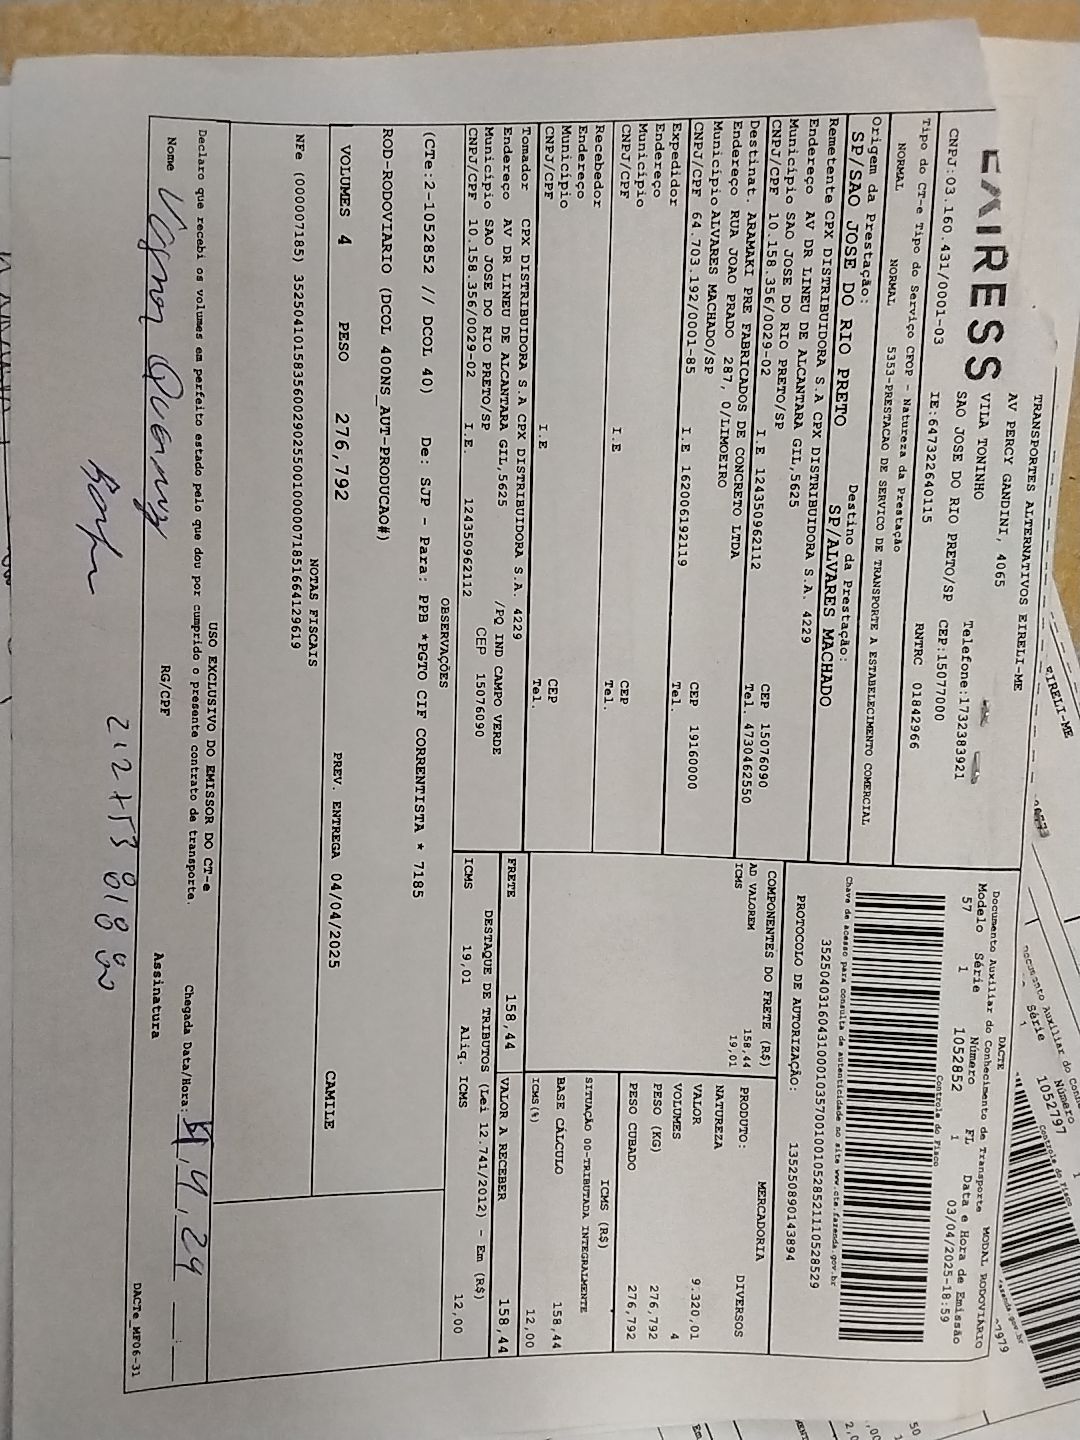 TRANSPORTES ALTERNATIVOS EIRELI-ME
AV PERCY GANDINI, 4065
VILA TONINHO
SAO JOSE DO RIO PRETO/SP CEP:15077000
Telefone:1732383921
CNPJ:03.160.431/0001-03 IE:647322640115 RNTRC 01842966
Tipo do CT-e Tipo do Serviço CFOP - Natureza da Prestação
NORMAL NORMAL 5353-PRESTACAO DE SERVICO DE TRANSPORTE A ESTABELECIMENTO COMERCIAL
Origem da Prestação: Destino da Prestação:
SP/SAO JOSE DO RIO PRETO SP/ALVARES MACHADO
Remetente CPX DISTRIBUIDORA S.A CPX DISTRIBUIDORA S.A. 4229
Endereço AV DR LINEU DE ALCANTARA GIL,5625
Município SAO JOSE DO RIO PRETO/SP CEP 15076090
CNPJ/CPF 10.158.356/0029-02 I.E 124350962112 Tel. 4730462550
Destinat. ARAMAKI PRE FABRICADOS DE CONCRETO LTDA
Endereço RUA JOAO PRADO 287, 0/LIMOEIRO
Município ALVARES MACHADO/SP CEP 19160000
CNPJ/CPF 64.703.192/0001-85 I.E 162006192119 Tel.
Expedidor
Endereço
Município CEP
CNPJ/CPF I.E Tel.
Recebedor
Endereço
Município CEP
CNPJ/CPF I.E Tel.
Tomador CPX DISTRIBUIDORA S.A CPX DISTRIBUIDORA S.A. 4229
Endereço AV DR LINEU DE ALCANTARA GIL,5625 /PQ IND CAMPO VERDE
Município SAO JOSE DO RIO PRETO/SP CEP 15076090
CNPJ/CPF 10.158.356/0029-02 I.E. 124350962112
DACTE MODAL RODOVIÁRIO
Documento Auxiliar do Conhecimento de Transporte
Modelo Série Número FL Data e Hora de Emissão
57 1 1052852 1 03/04/2025-18:59
Controle do Fisco
Chave de acesso para consulta de autenticidade no site www.cte.fazenda.gov.br
35250403160431000103570010010528521110528529
PROTOCOLO DE AUTORIZAÇÃO: 135250890143894
COMPONENTES DO FRETE (R$)
AD VALOREM 158,44
ICMS 19,01
MERCADORIA
PRODUTO: DIVERSOS
NATUREZA
VALOR 9.320,01
VOLUMES 4
PESO (KG) 276,792
PESO CUBADO 276,792
ICMS (R$)
SITUAÇÃO 00-TRIBUTADA INTEGRALMENTE
BASE CÁLCULO 158,44
ICMS(%) 12,00
FRETE 158,44 VALOR A RECEBER 158,44
DESTAQUE DE TRIBUTOS (Lei 12.741/2012) - Em (R$)
ICMS 19,01 Aliq. ICMS 12,00
OBSERVAÇÕES
(CTe:2-1052852 // DCOL 40) De: SJP - Para: PPB *PGTO CIF CORRENTISTA * 7185
ROD-RODOVIARIO (DCOL 400NS_AUT-PRODUCAO#)
VOLUMES 4 PESO 276,792 PREV. ENTREGA 04/04/2025 CAMILE
NOTAS FISCAIS
NFe (000007185) 35250410158356002902550010000071851664129619
USO EXCLUSIVO DO EMISSOR DO CT-e
Declaro que recebi os volumes em perfeito estado pelo que dou por cumprido o presente contrato de transporte. Chegada Data/Hora:
Nome RG/CPF Assinatura
DACTe_MF06-31
EIRELI-ME
Série Número
1 1052797
Controle do Fisco
fazenda.gov.br